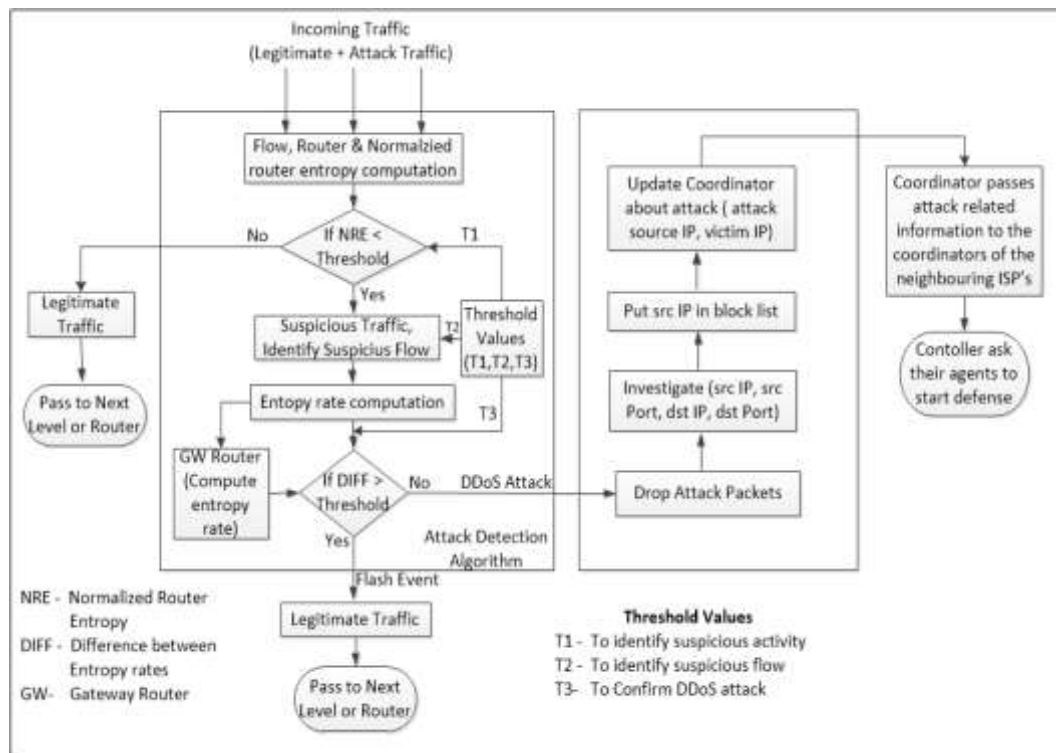 Incoming Traffic
(Legitimate + Attack Traffic)
Flow, Router & Normalzied
router entropy computation
No
If NRE <
Threshold
T1
Yes
Legitimate
Traffic
Pass to Next
Level or Router
Suspicious Traffic,
Identify Suspicius Flow
T2
Threshold
Values
(T1,T2,T3)
Entopy rate computation
T3
GW Router
(Compute
entropy
rate)
If DIFF >
Threshold
No
DDoS Attack
Yes
Attack Detection
Algorithm
Flash Event
Legitimate Traffic
Pass to Next
Level or Router
Update Coordinator
about attack ( attack
source IP, victim IP)
Put src IP in block list
Investigate (src IP, src
Port, dst IP, dst Port)
Drop Attack Packets
Coordinator passes
attack related
information to the
coordinators of the
neighbouring ISP's
Contoller ask
their agents to
start defense
NRE - Normalized Router
Entropy
DIFF - Difference between
Entropy rates
GW- Gateway Router
Threshold Values
T1 - To identify suspicious activity
T2 - To identify suspicious flow
T3- To Confirm DDoS attack